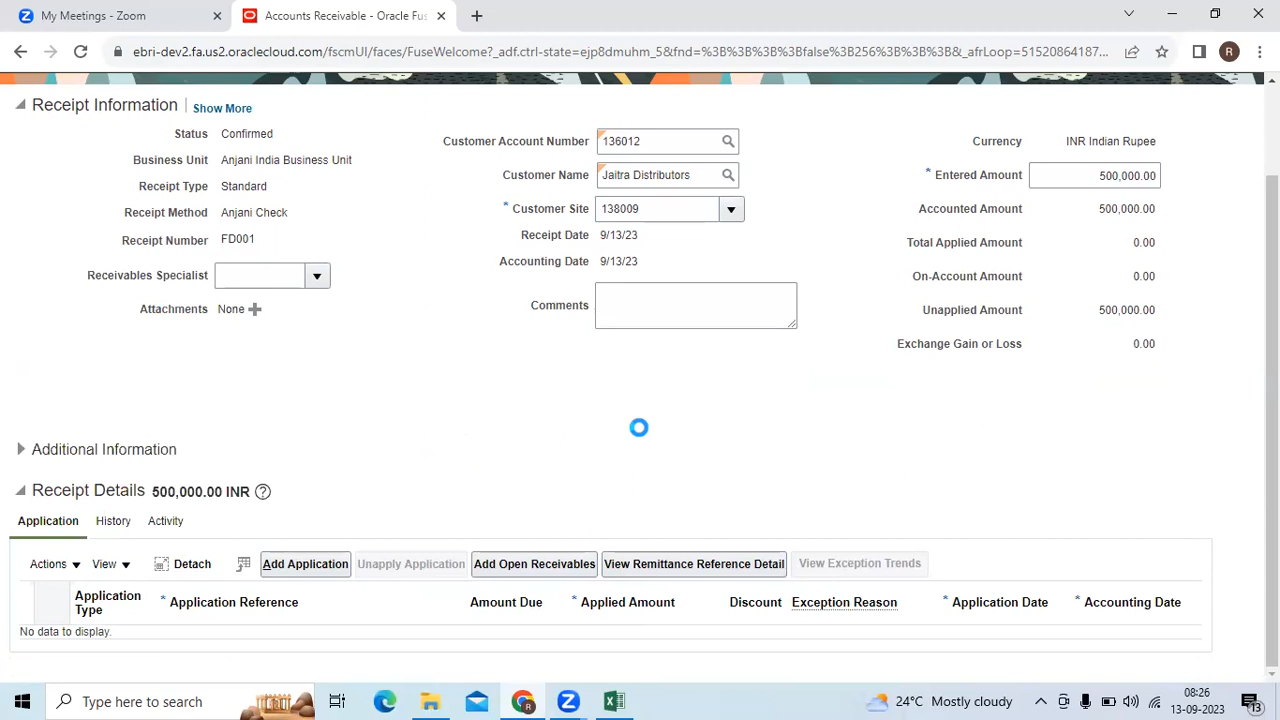 My Meetings - Zoom
Accounts Receivable - Oracle Fus
ebri-dev2.fa.us2.oraclecloud.com/fscmUI/faces/FuseWelcome?_adf.ctrl-state=ejp8dmuhm_5&fnd=%3B%3B%3B%3Bfalse%3B256%3B%3B%3B&_afrLoop=51520864187...
R
Receipt Information Show More
Status Confirmed
Business Unit Anjani India Business Unit
Receipt Type Standard
Receipt Method Anjani Check
Receipt Number FD001
Receivables Specialist
Attachments None
Customer Account Number 136012
Customer Name Jaitra Distributors
* Customer Site 138009
Receipt Date 9/13/23
Accounting Date 9/13/23
Comments
Currency INR Indian Rupee
* Entered Amount 500,000.00
Accounted Amount 500,000.00
Total Applied Amount 0.00
On-Account Amount 0.00
Unapplied Amount 500,000.00
Exchange Gain or Loss 0.00
Additional Information
Receipt Details 500,000.00 INR ?
Application History Activity
Actions View Detach Add Application Unapply Application Add Open Receivables View Remittance Reference Detail View Exception Trends
Application Type * Application Reference Amount Due * Applied Amount Discount Exception Reason * Application Date * Accounting Date
No data to display.
Type here to search
24°C Mostly cloudy
08:26
13-09-2023
13